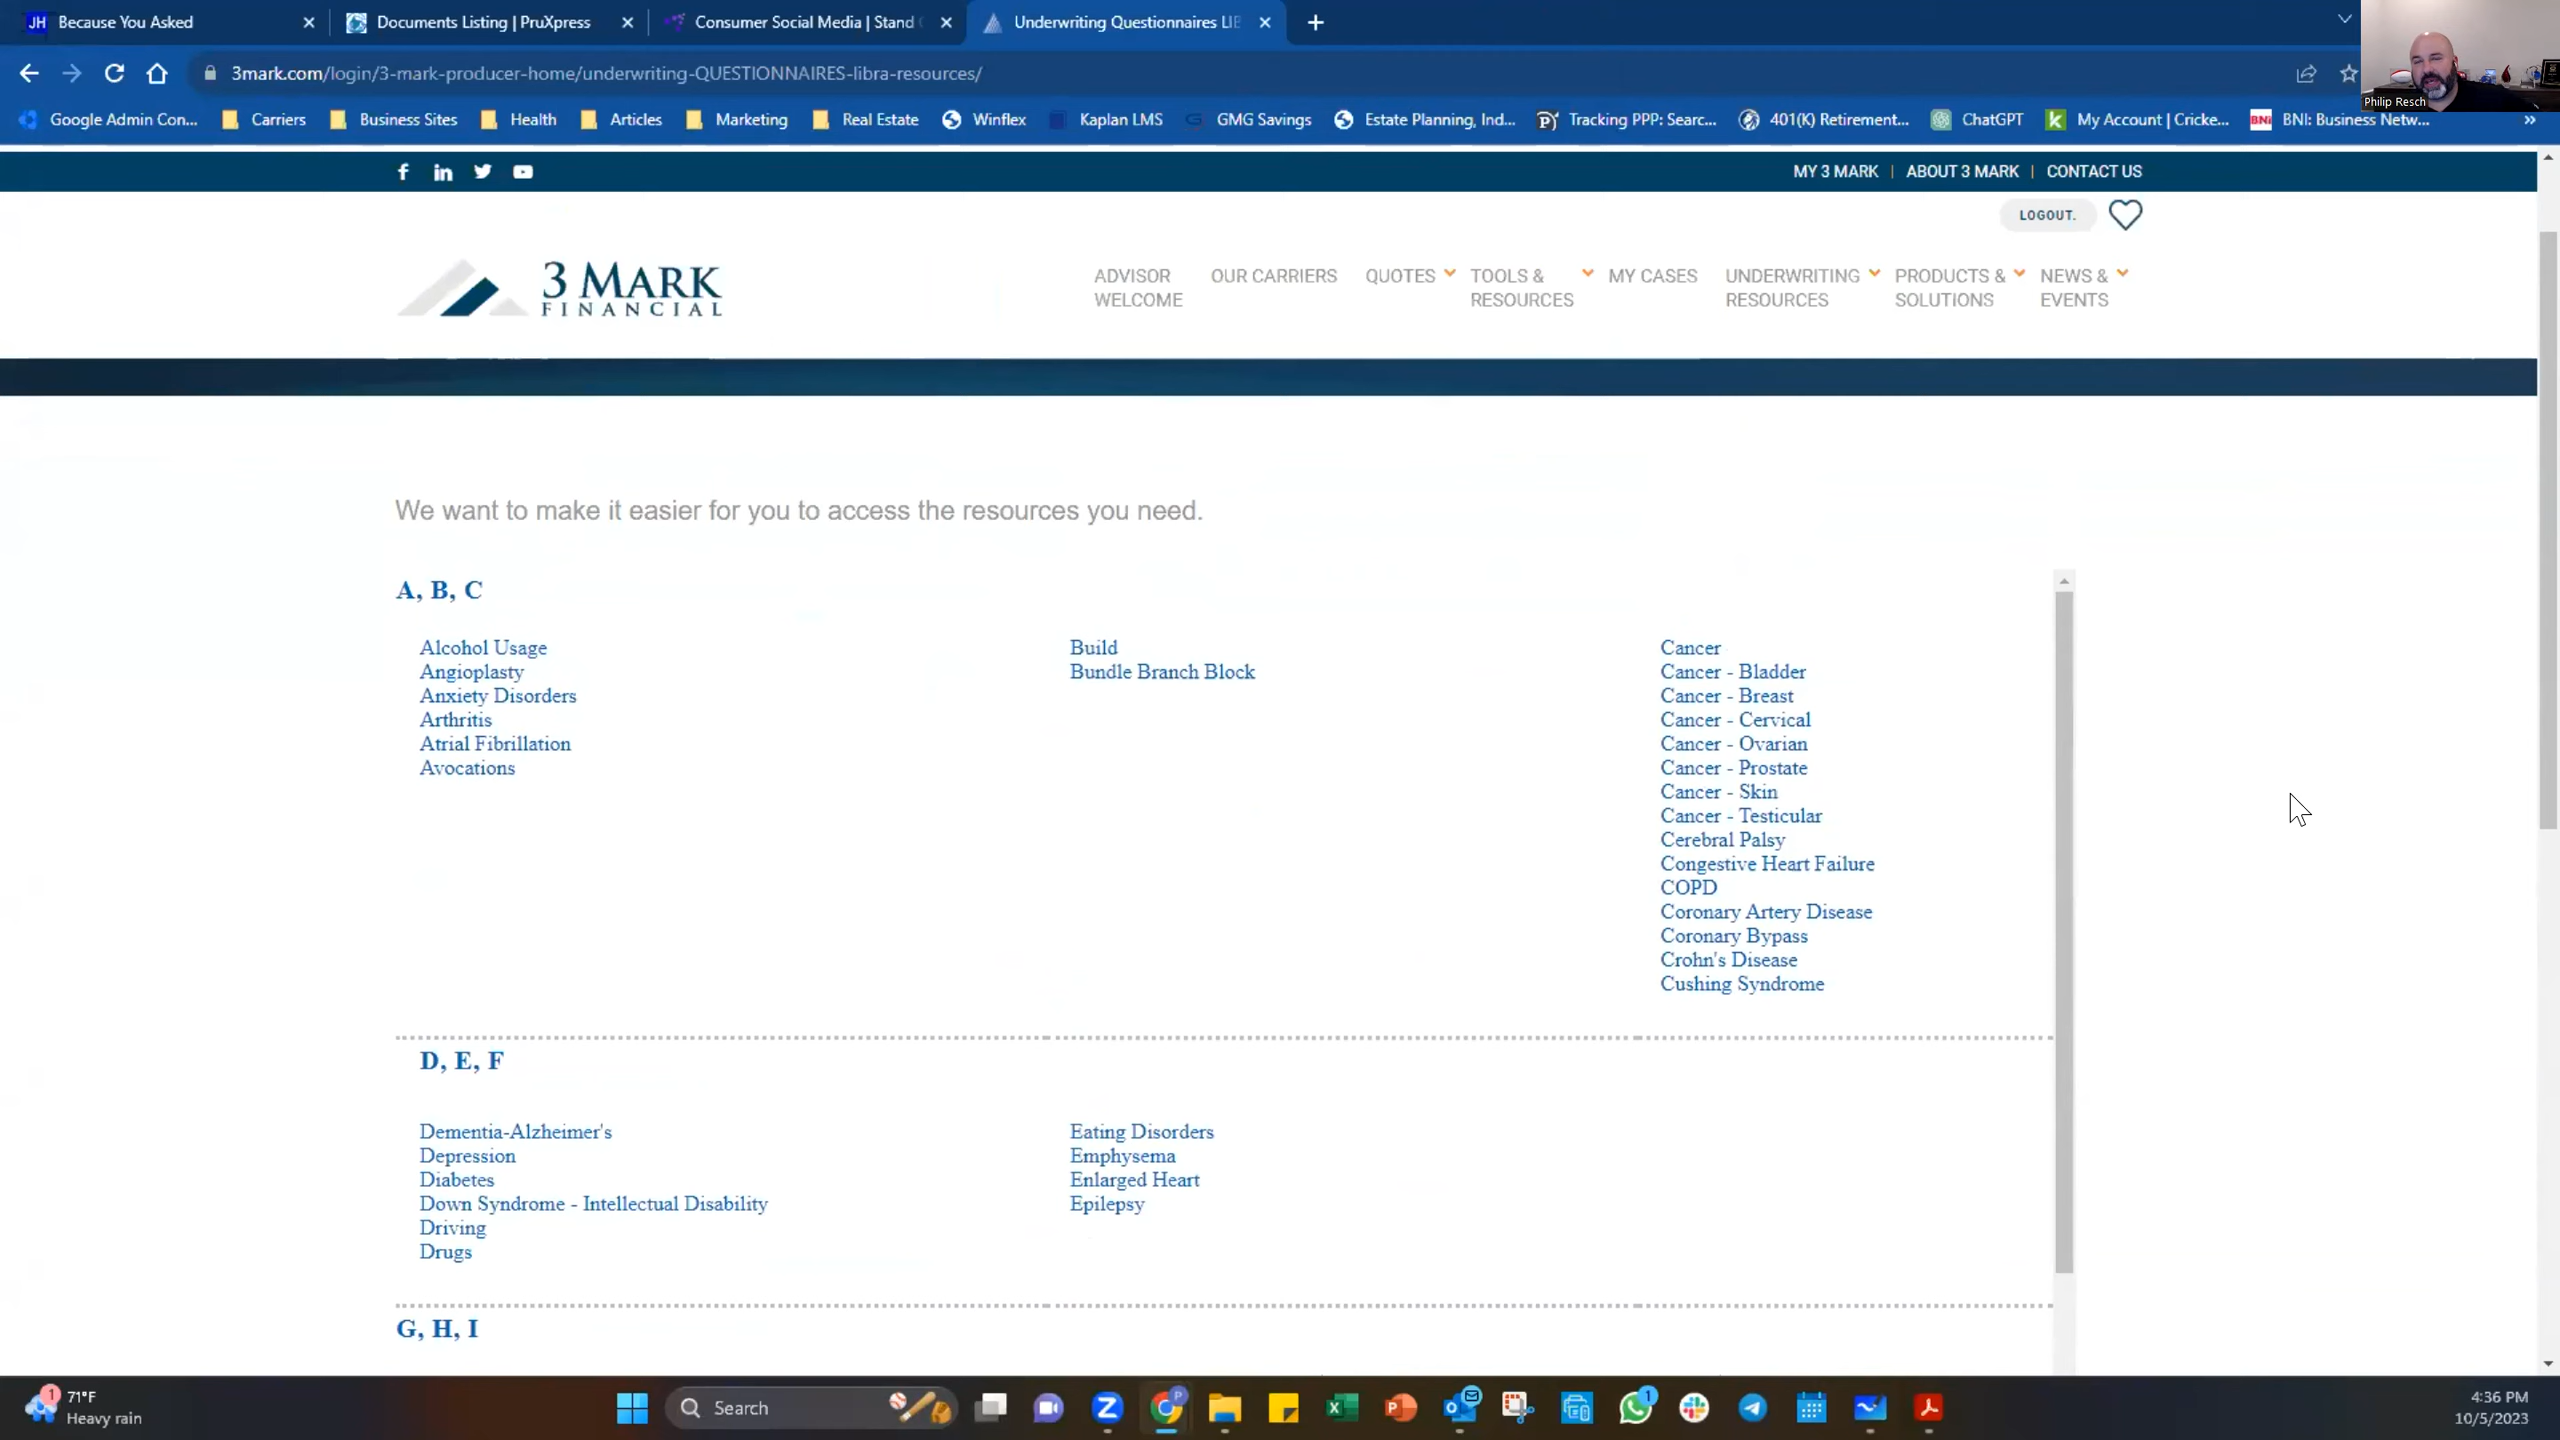 JH Because You Asked
Documents Listing | PruXpress
Consumer Social Media | Stand
Underwriting Questionnaires LIB
3mark.com/login/3-mark-producer-home/underwriting-QUESTIONNAIRES-libra-resources/
Philip Resch
Google Admin Con...
Carriers
Business Sites
Health
Articles
Marketing
Real Estate
Winflex
Kaplan LMS
GMG Savings
Estate Planning, Ind...
Tracking PPP: Searc...
401(K) Retirement...
ChatGPT
My Account | Cricke...
BNI: Business Netw...
MY 3 MARK | ABOUT 3 MARK | CONTACT US
LOGOUT.
3 MARK
FINANCIAL
ADVISOR
WELCOME
OUR CARRIERS
QUOTES
TOOLS &
RESOURCES
MY CASES
UNDERWRITING
RESOURCES
PRODUCTS &
SOLUTIONS
NEWS &
EVENTS
We want to make it easier for you to access the resources you need.
A, B, C
Alcohol Usage
Angioplasty
Anxiety Disorders
Arthritis
Atrial Fibrillation
Avocations
Build
Bundle Branch Block
Cancer
Cancer - Bladder
Cancer - Breast
Cancer - Cervical
Cancer - Ovarian
Cancer - Prostate
Cancer - Skin
Cancer - Testicular
Cerebral Palsy
Congestive Heart Failure
COPD
Coronary Artery Disease
Coronary Bypass
Crohn's Disease
Cushing Syndrome
D, E, F
Dementia-Alzheimer's
Depression
Diabetes
Down Syndrome - Intellectual Disability
Driving
Drugs
Eating Disorders
Emphysema
Enlarged Heart
Epilepsy
G, H, I
1
71°F
Heavy rain
Search
1
4:36 PM
10/5/2023